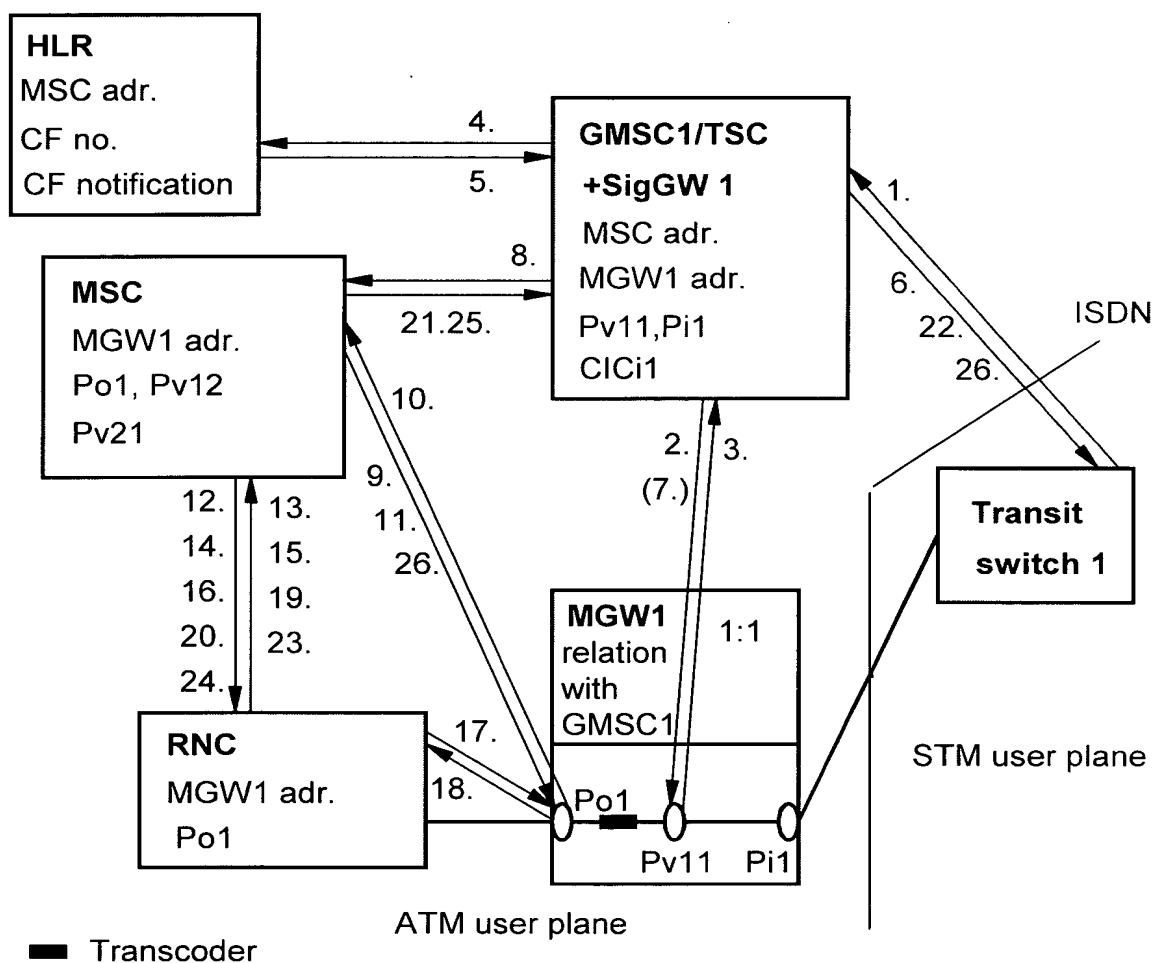 HLR
MSC adr.
CF no.
CF notification
4.
5.
GMSC1/TSC
+SigGW 1
MSC adr.
MGW1 adr.
Pv11,Pi1
CICi1
1.
6.
22.
26.
ISDN
MSC
MGW1 adr.
Po1, Pv12
Pv21
8.
21.25.
10.
9.
11.
26.
2.
(7.)
3.
Transit
switch 1
12.
14.
16.
20.
24.
13.
15.
19.
23.
MGW1
relation
with
GMSC1
1:1
RNC
MGW1 adr.
Po1
17.
18.
Po1
Pv11
Pi1
STM user plane
ATM user plane
Transcoder